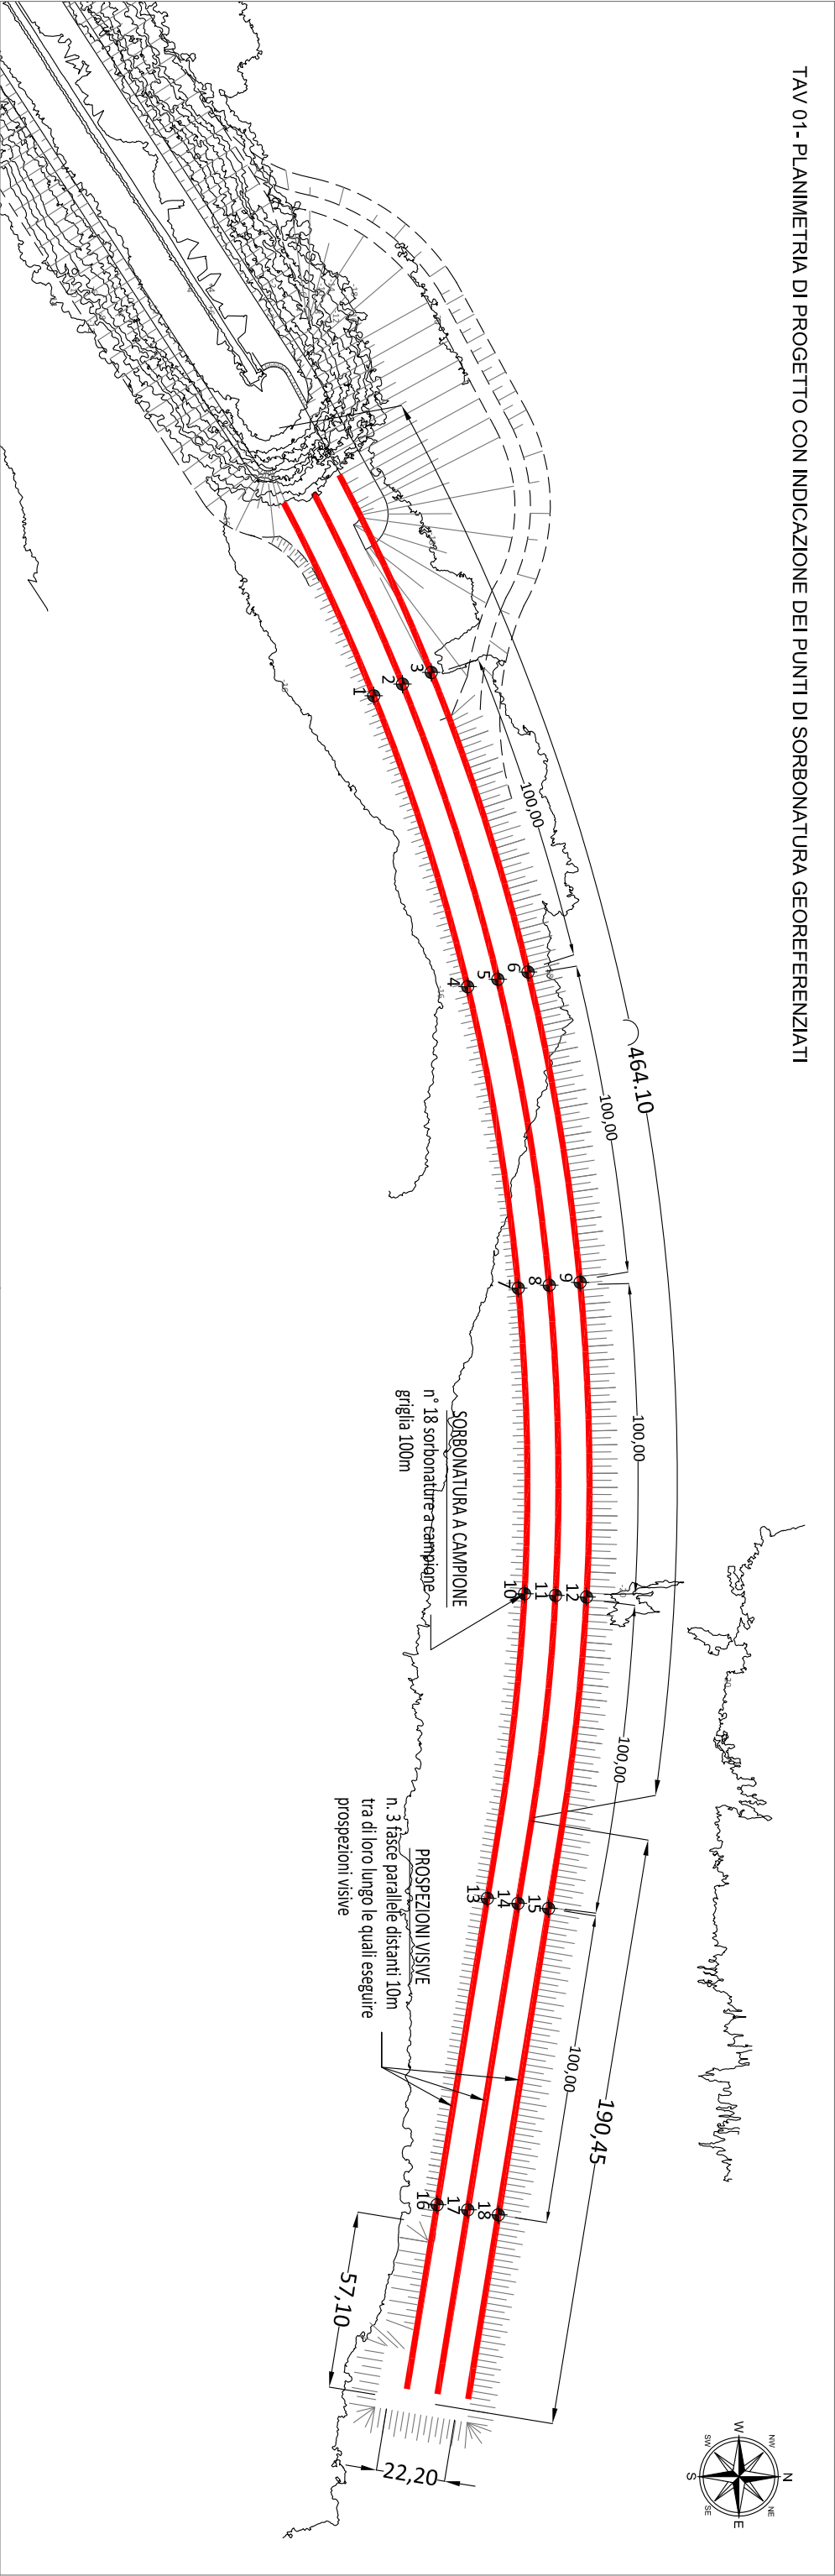 TAV 01- PLANIMETRIA DI PROGETTO CON INDICAZIONE DEI PUNTI DI SORBONATURA GEOREFERENZIATI
3
2
1
100,00
6
5
4
100,00
464.10
9
8
7
100,00
SORBONATURA A CAMPIONE
n° 18 sorbonature a campione
griglia 100m
12
11
10
100,00
PROSPEZIONI VISIVE
n. 3 fasce parallele distanti 10m
tra di loro lungo le quali eseguire
prospezioni visive
15
14
13
100,00
190,45
18
17
16
57,10
22,20
N
NE
E
SE
S
SW
W
NW